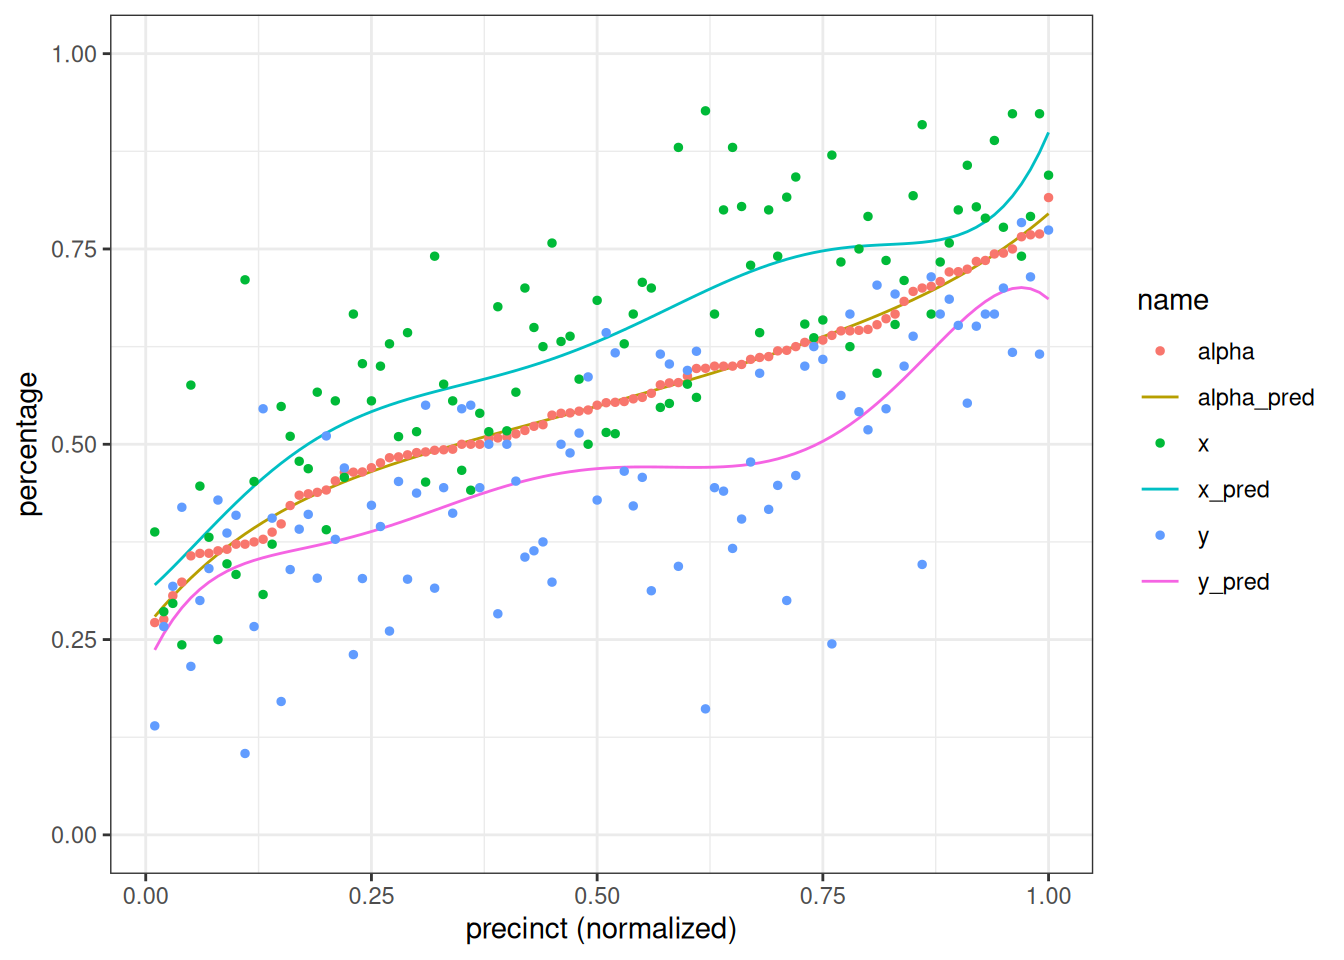 1.00
0.75
0.50
0.25
0.00
percentage
0.00 0.25 0.50 0.75 1.00
precinct (normalized)
name
alpha
alpha_pred
x
x_pred
y
y_pred